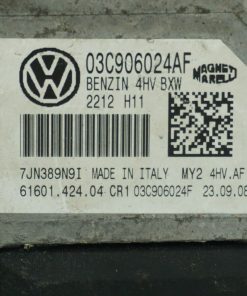 03C906024AF
BENZIN 4HV BXW
2212 H11
MAGNETI MARELLI
7JN389N9I MADE IN ITALY MY2 4HV.AF
61601.424.04 CR1 03C906024F 23.09.08